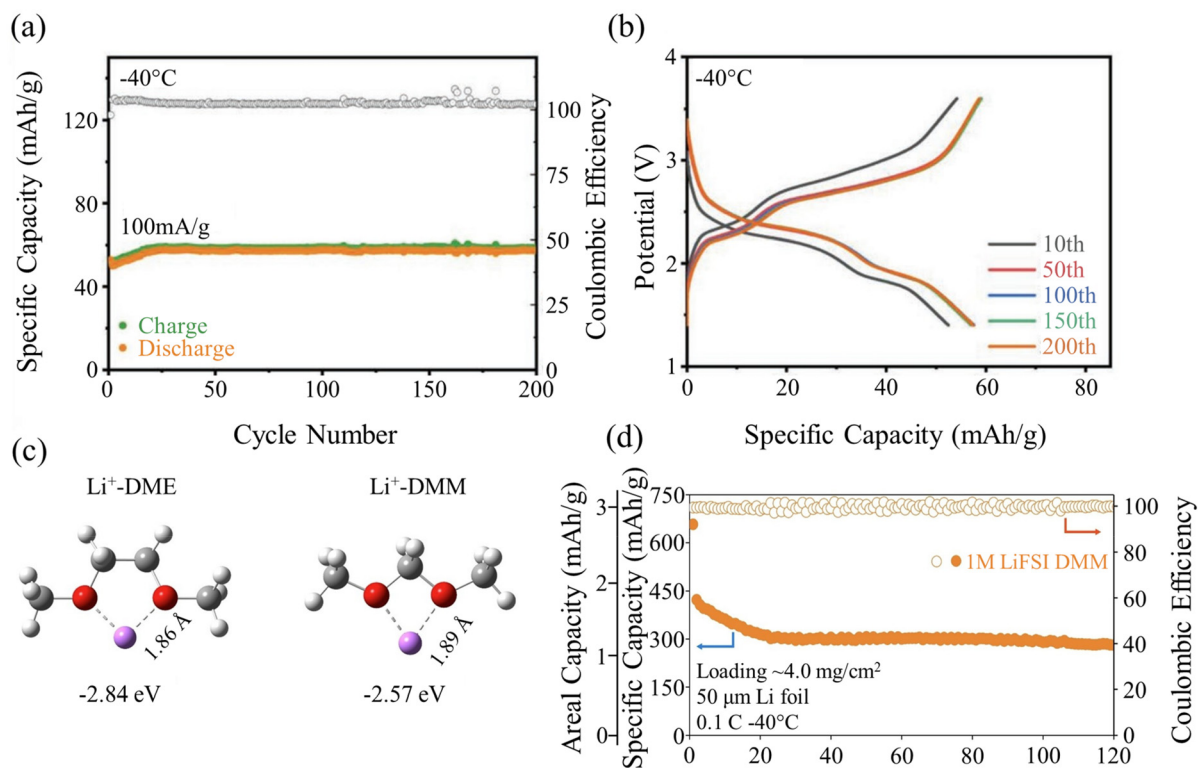 (a)
-40°C
100mA/g
Charge
Discharge
Specific Capacity (mAh/g)
120
80
40
0
Coulombic Efficiency
100
75
50
25
0
0
50
100
150
200
Cycle Number
(b)
-40°C
Potential (V)
4
3
2
1
10th
50th
100th
150th
200th
0
20
40
60
80
Specific Capacity (mAh/g)
(c)
Li⁺-DME
1.86 Å
-2.84 eV
Li⁺-DMM
1.89 Å
-2.57 eV
(d)
Areal Capacity (mAh/g)
3
2
1
0
Specific Capacity (mAh/g)
750
600
450
300
150
0
1M LiFSI DMM
Loading ~4.0 mg/cm²
50 μm Li foil
0.1 C -40°C
Coulombic Efficiency
100
80
60
40
20
0
0
20
40
60
80
100
120